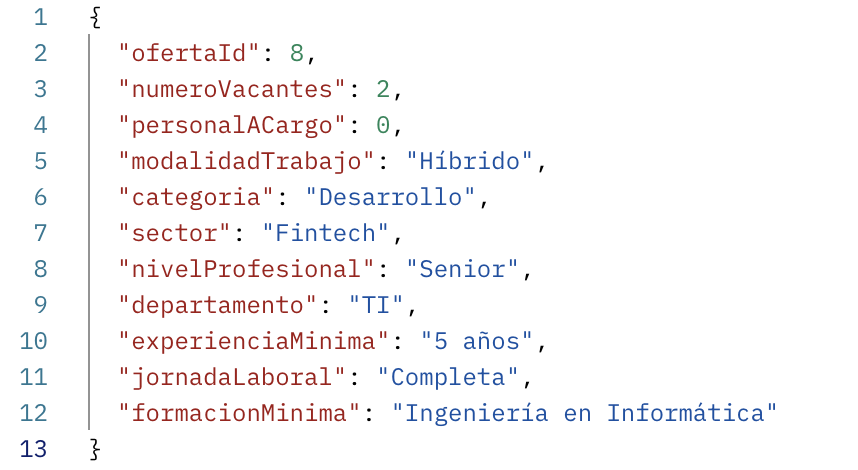 1 {
2 "ofertaId": 8,
3 "numeroVacantes": 2,
4 "personalACargo": 0,
5 "modalidadTrabajo": "Híbrido",
6 "categoria": "Desarrollo",
7 "sector": "Fintech",
8 "nivelProfesional": "Senior",
9 "departamento": "TI",
10 "experienciaMinima": "5 años",
11 "jornadaLaboral": "Completa",
12 "formacionMinima": "Ingeniería en Informática"
13 }